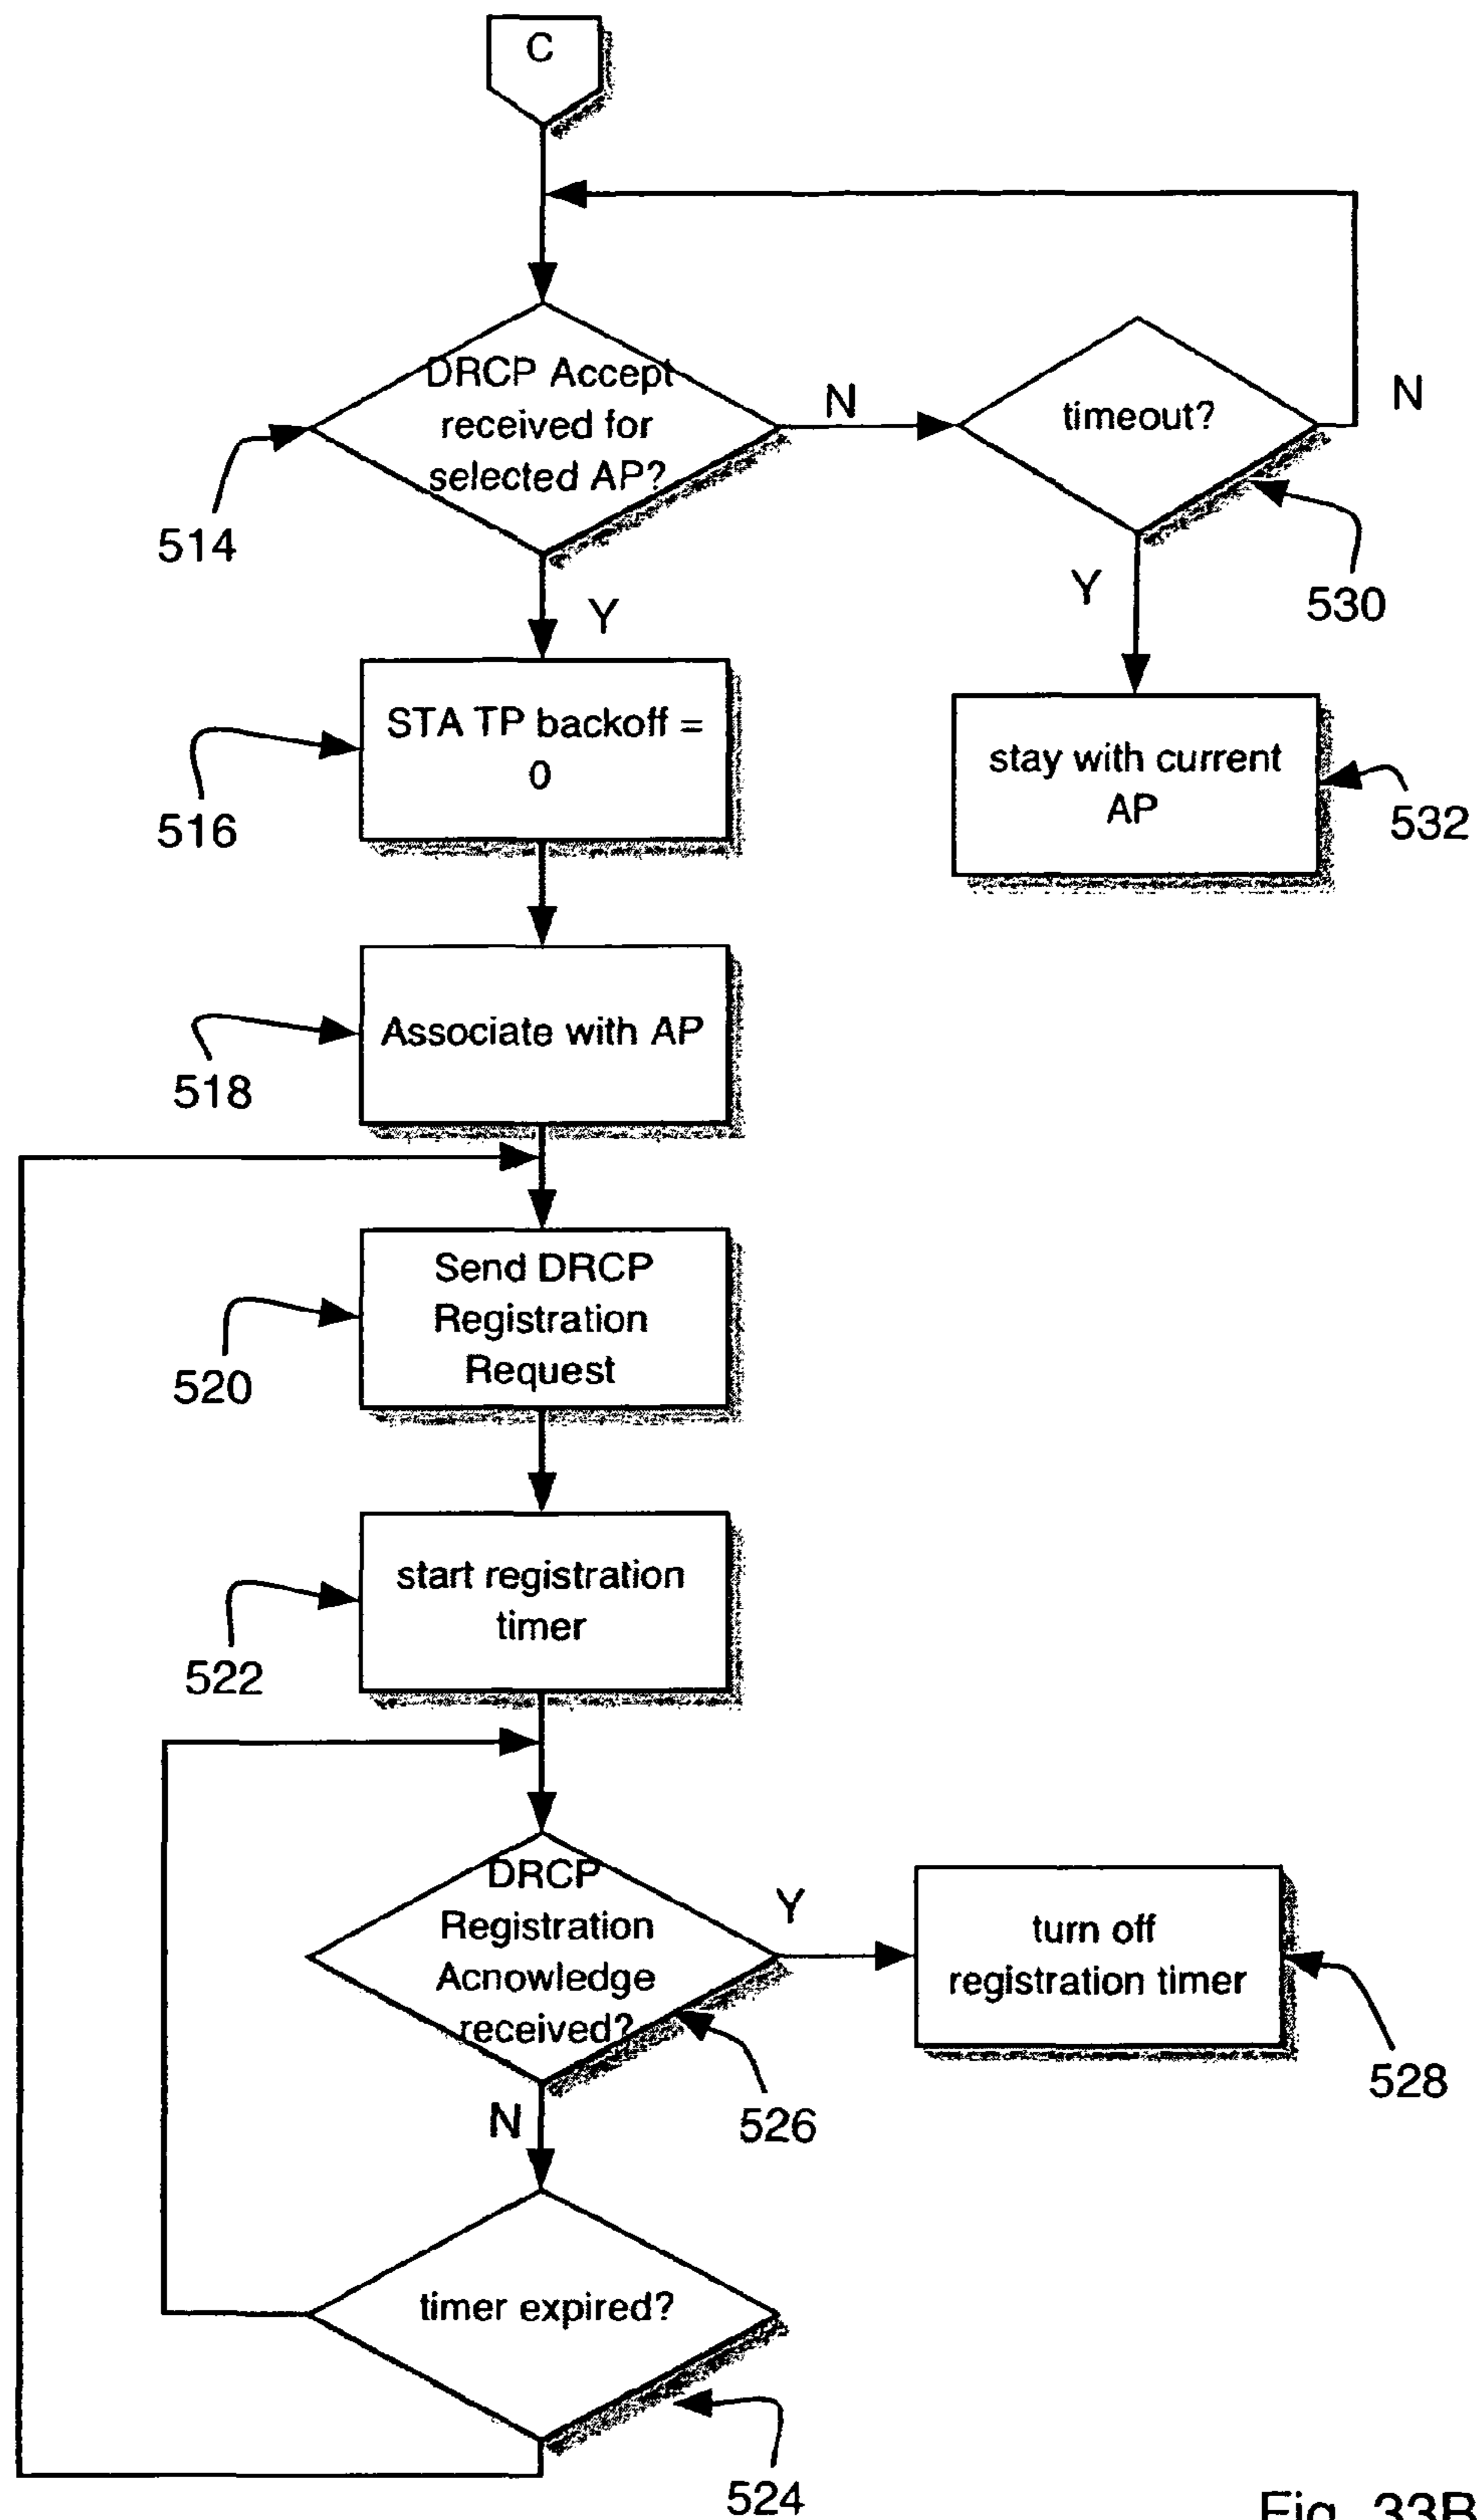 C
DRCP Accept
received for
selected AP?
N
timeout?
N
514
Y
Y
530
STA TP backoff =
0
stay with current
AP
516
532
Associate with AP
518
Send DRCP
Registration
Request
520
start registration
timer
522
DRCP
Registration
Acnowledge
received?
Y
turn off
registration timer
528
N
526
timer expired?
524
Fig. 33B